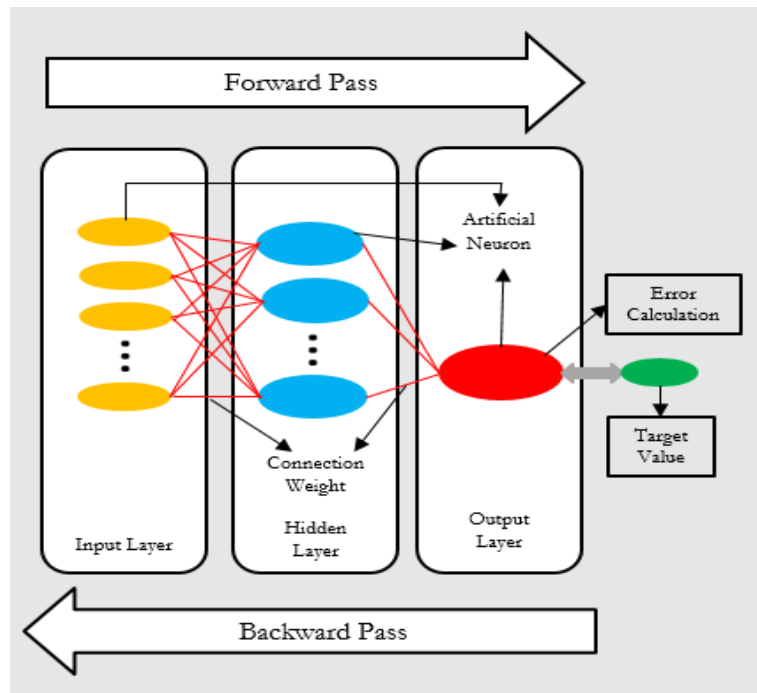 Forward Pass
Artificial
Neuron
Error
Calculation
Target
Value
Connection
Weight
Input Layer
Hidden
Layer
Output
Layer
Backward Pass